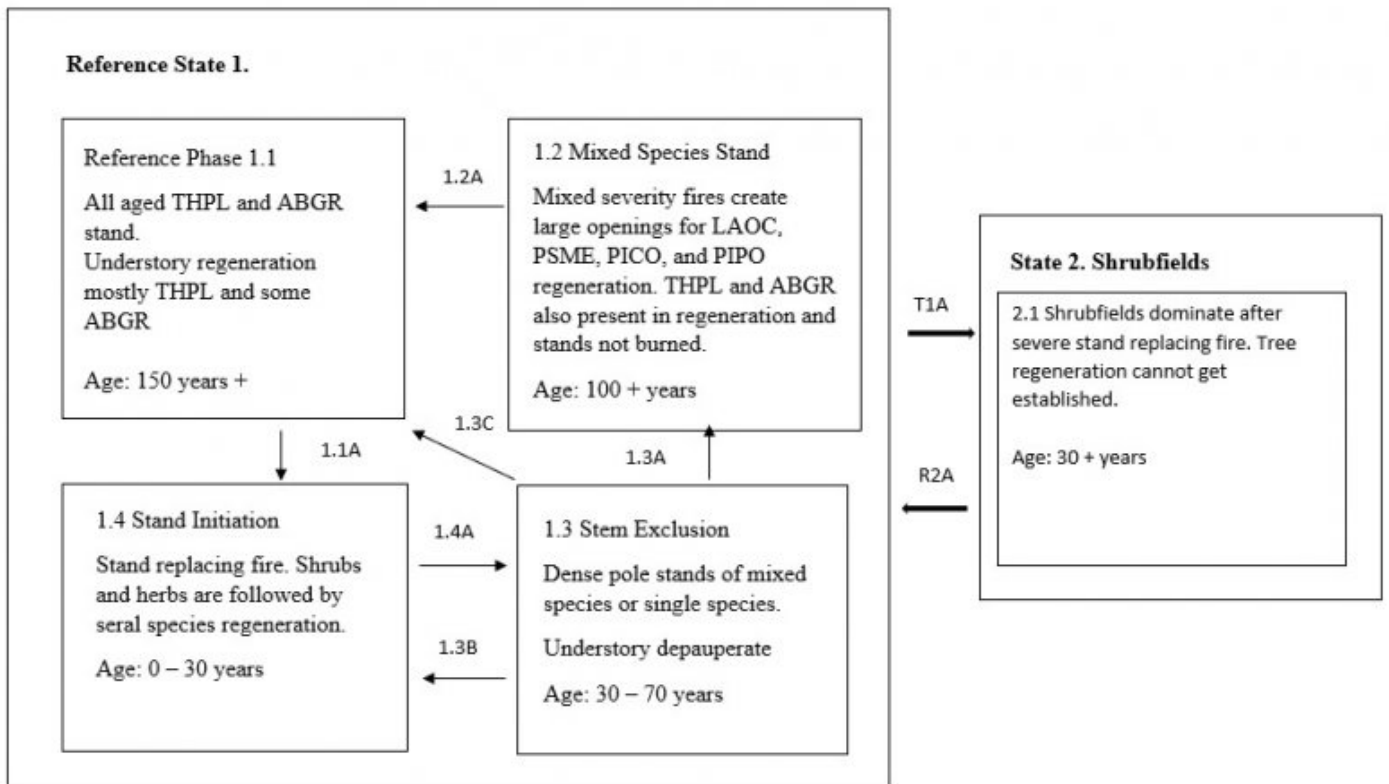 Reference State 1.
Reference Phase 1.1
All aged THPL and ABGR
stand.
Understory regeneration
mostly THPL and some
ABGR
Age: 150 years +
1.2A
1.2 Mixed Species Stand
Mixed severity fires create
large openings for LAOC,
PSME, PICO, and PIPO
regeneration. THPL and ABGR
also present in regeneration and
stands not burned.
Age: 100 + years
1.1A
1.3C
1.3A
1.4 Stand Initiation
Stand replacing fire. Shrubs
and herbs are followed by
seral species regeneration.
Age: 0 – 30 years
1.4A
1.3B
1.3 Stem Exclusion
Dense pole stands of mixed
species or single species.
Understory depauperate
Age: 30 – 70 years
T1A
R2A
State 2. Shrubfields
2.1 Shrubfields dominate after
severe stand replacing fire. Tree
regeneration cannot get
established.
Age: 30 + years